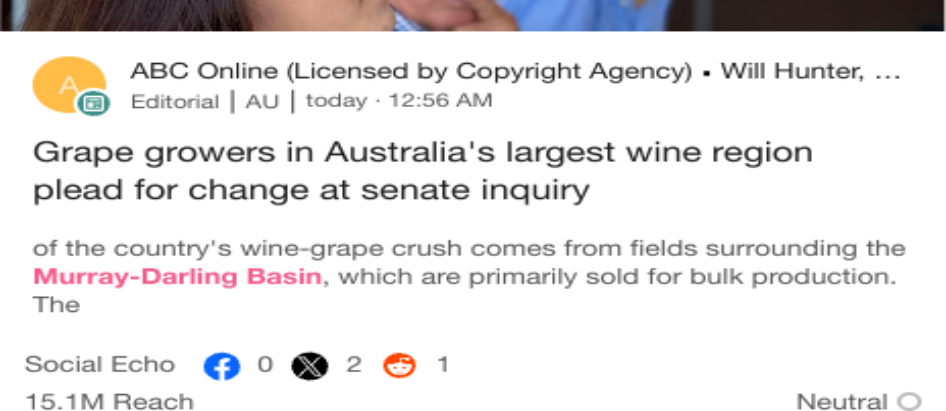 A
ABC Online (Licensed by Copyright Agency) • Will Hunter, ...
Editorial | AU | today · 12:56 AM
Grape growers in Australia's largest wine region
plead for change at senate inquiry
of the country's wine-grape crush comes from fields surrounding the
Murray-Darling Basin, which are primarily sold for bulk production.
The
Social Echo 0 2 1
15.1M Reach Neutral